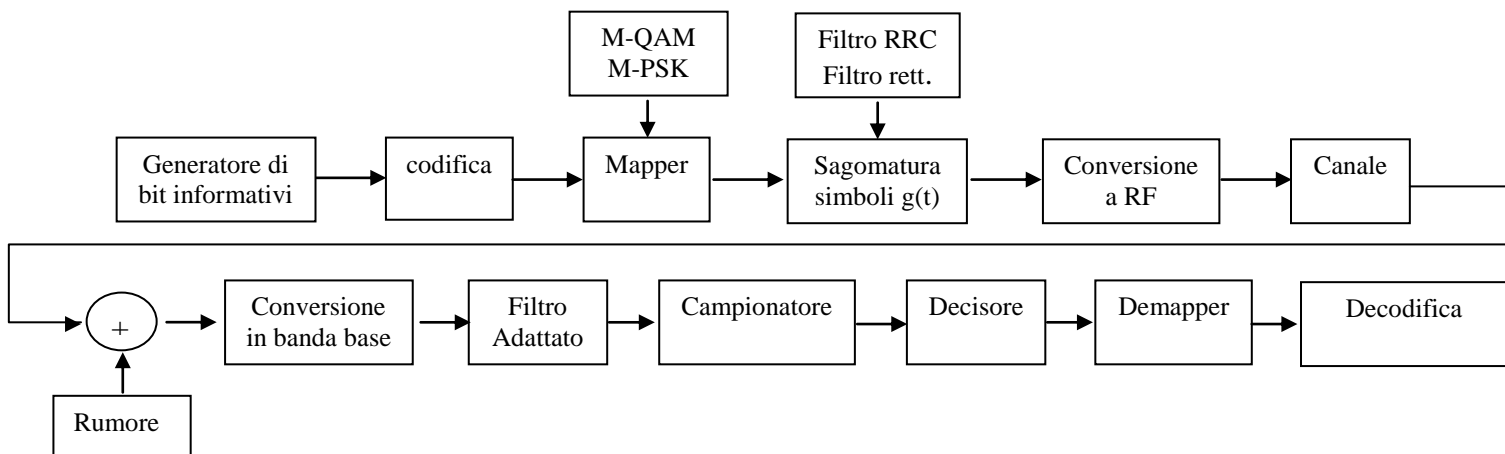 M-QAM
M-PSK
Filtro RRC
Filtro rett.
Generatore di
bit informativi
codifica
Mapper
Sagomatura
simboli g(t)
Conversione
a RF
Canale
+
Conversione
in banda base
Filtro
Adattato
Campionatore
Decisore
Demapper
Decodifica
Rumore